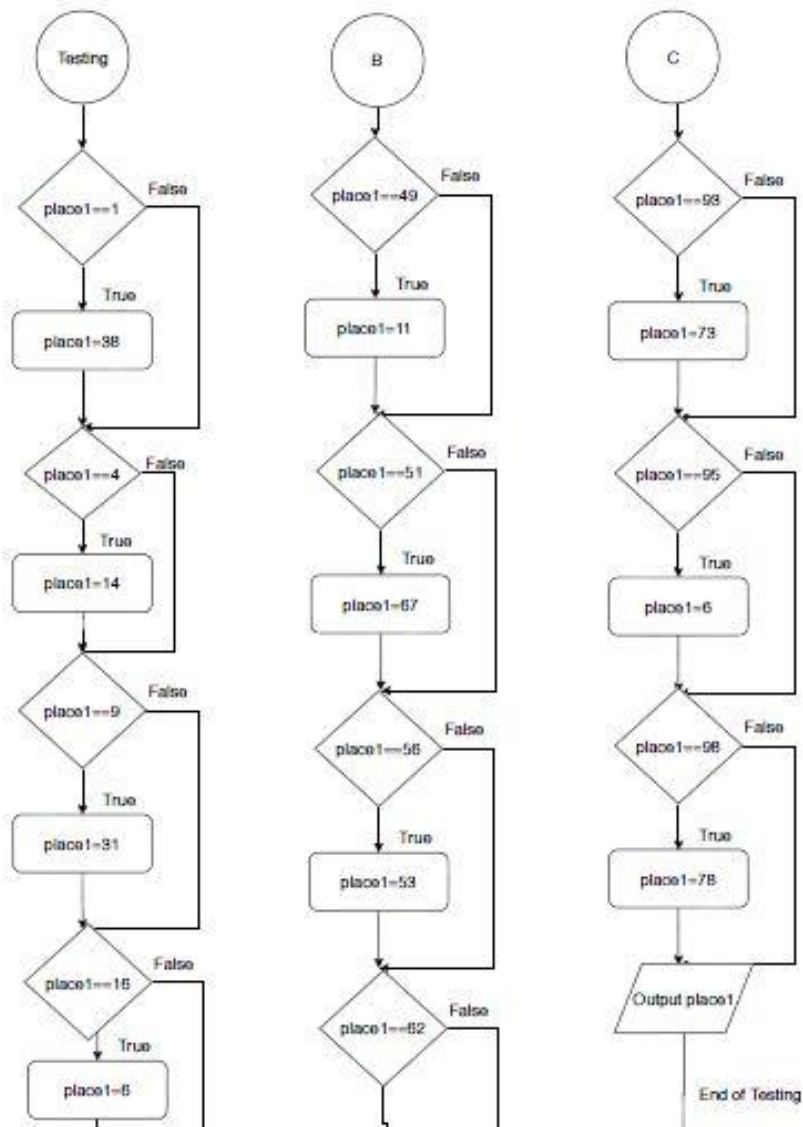 Testing
place1==1
False
True
place1=38
place1==4
False
True
place1=14
place1==9
False
True
place1=31
place1==16
False
True
place1=6
B
place1==49
False
True
place1=11
place1==51
False
True
place1=67
place1==56
False
True
place1=53
place1==62
False
C
place1==93
False
True
place1=73
place1==95
False
True
place1=6
place1==98
False
True
place1=78
Output place1
End of Testing